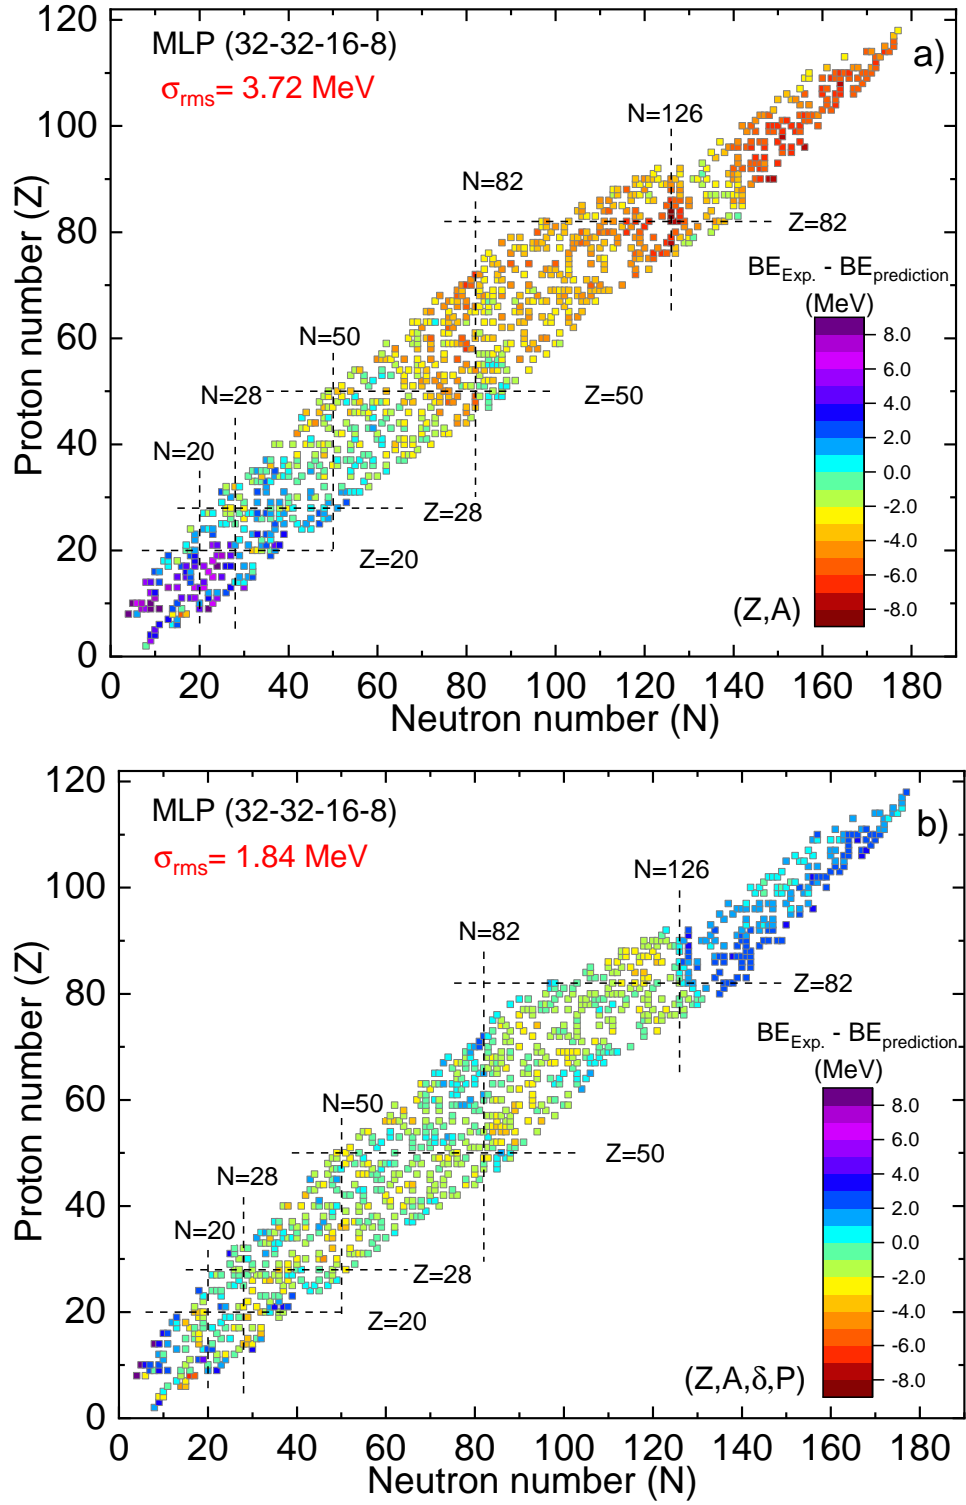 MLP (32-32-16-8)
a)
σrms= 3.72 MeV
N=126
N=82
Z=82
BEExp. - BEprediction
(MeV)
N=50
N=28
Z=50
N=20
Z=28
Z=20
(Z,A)
8.0
6.0
4.0
2.0
0.0
-2.0
-4.0
-6.0
-8.0
Proton number (Z)
120
100
80
60
40
20
0
0 20 40 60 80 100 120 140 160 180
Neutron number (N)
MLP (32-32-16-8)
b)
σrms= 1.84 MeV
N=126
N=82
Z=82
BEExp. - BEprediction
(MeV)
N=50
Z=50
N=28
N=20
Z=28
Z=20
(Z,A,δ,P)
8.0
6.0
4.0
2.0
0.0
-2.0
-4.0
-6.0
-8.0
Proton number (Z)
120
100
80
60
40
20
0
0 20 40 60 80 100 120 140 160 180
Neutron number (N)